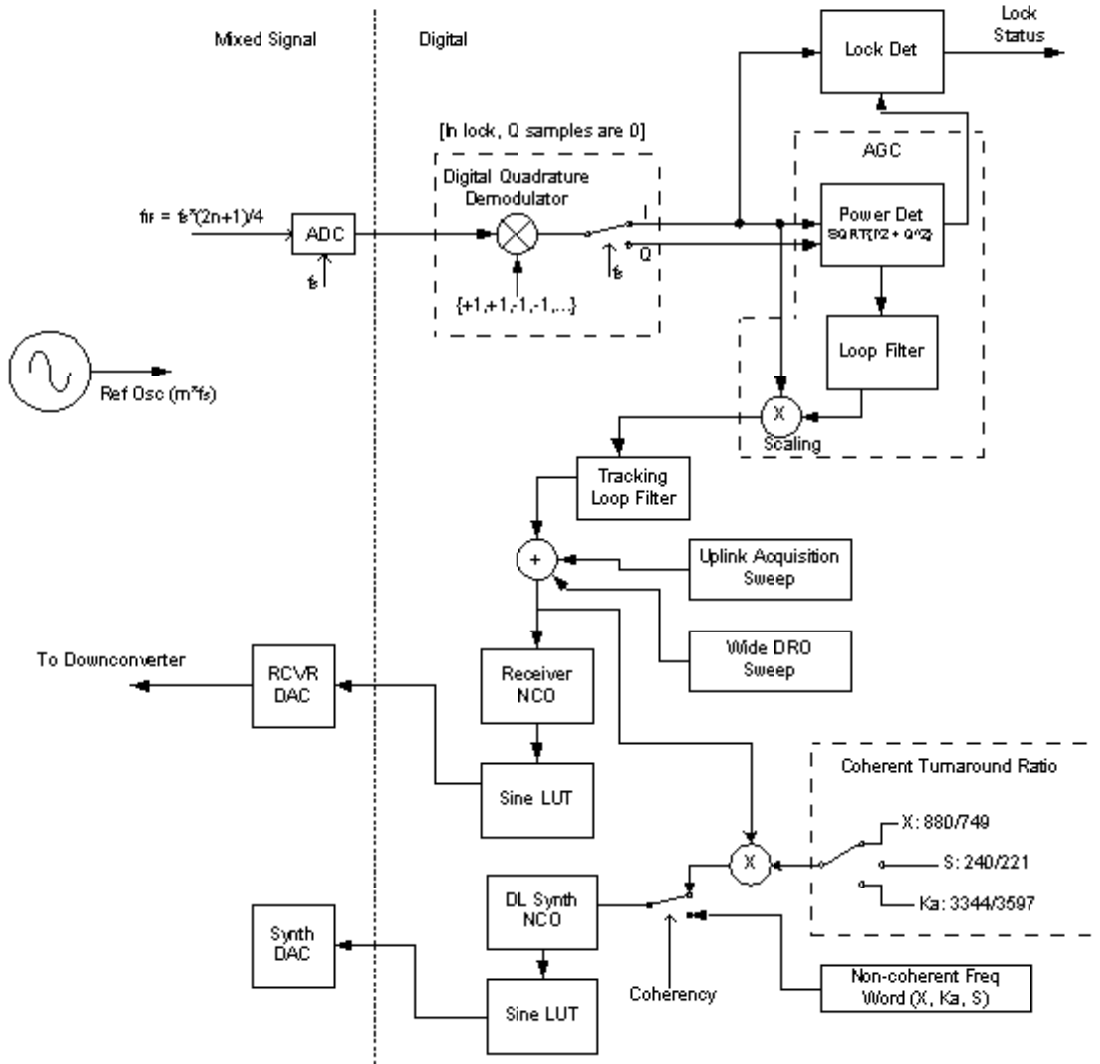 Mixed Signal
Digital
Lock Det
Lock
Status
[In lock, Q samples are 0]
AGC
Digital Quadrature
Demodulator
fIF = fs*(2n+1)/4
ADC
fs
I
Q
fs
{+1,+1,-1,-1,...}
Power Det
SQRT{I^2 + Q^2}
Loop Filter
Ref Osc (m*fs)
X
Scaling
Tracking
Loop Filter
+
Uplink Acquisition
Sweep
Wide DRO
Sweep
To Downconverter
RCVR
DAC
Receiver
NCO
Sine LUT
Coherent Turnaround Ratio
X: 880/749
S: 240/221
Ka: 3344/3597
X
DL Synth
NCO
Synth
DAC
Sine LUT
Coherency
Non-coherent Freq
Word (X, Ka, S)